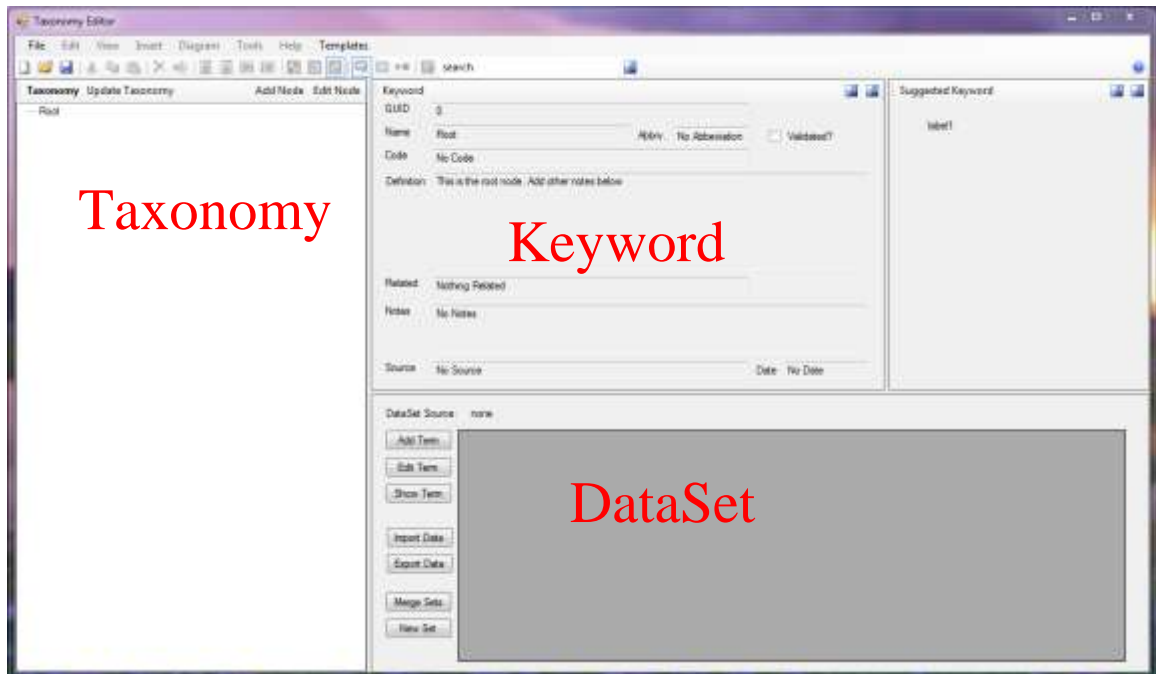 Taxonomy Editor
File Edit View Insert Diagram Tools Help Templates
search
Taxonomy Update Taxonomy Add Node Edit Node
Root
Taxonomy
Keyword
GUID 0
Name Root Abbrv. No Abbreviation Validated?
Code No Code
Definition This is the root node. Add other notes below
Keyword
Related Nothing Related
Notes No Notes
Source No Source Date No Date
Suggested Keyword
label1
DataSet Source none
Add Term
Edit Term
Show Term
Import Data
Export Data
Merge Sets
New Set
DataSet